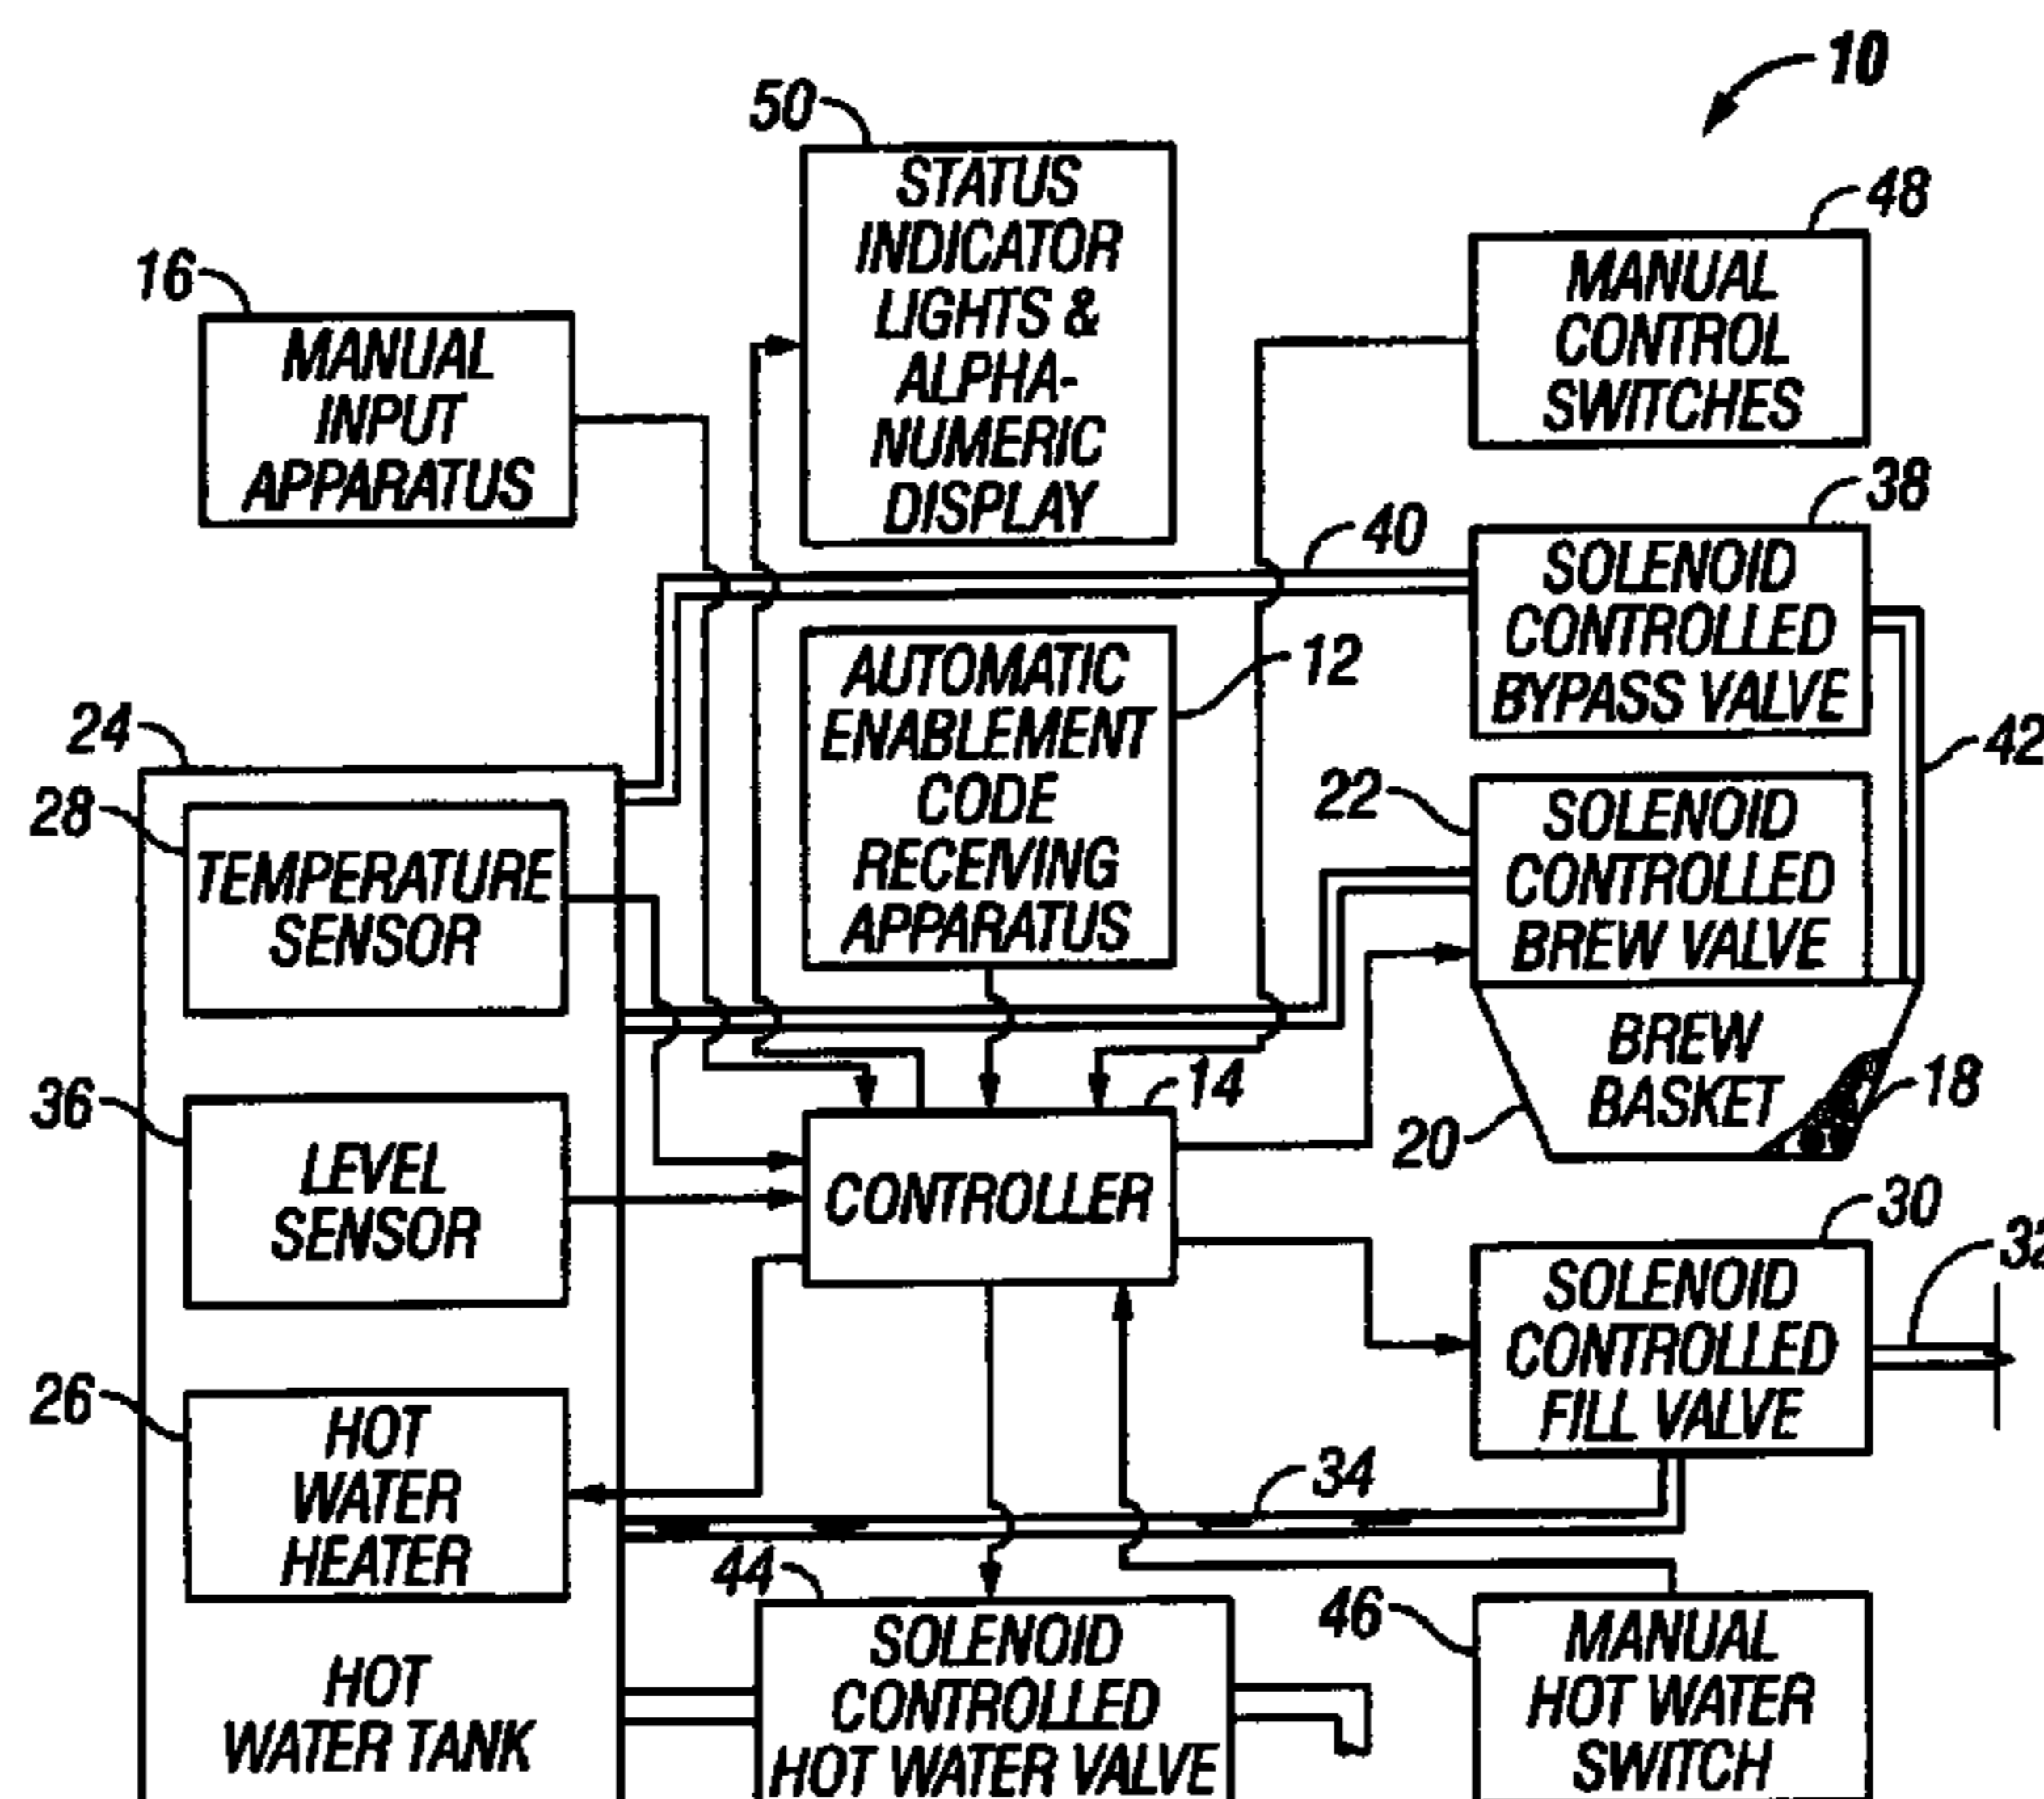 10
50
STATUS
INDICATOR
LIGHTS &
ALPHA-
NUMERIC
DISPLAY
48
MANUAL
CONTROL
SWITCHES
16
MANUAL
INPUT
APPARATUS
40
38
SOLENOID
CONTROLLED
BYPASS VALVE
42
12
AUTOMATIC
ENABLEMENT
CODE
RECEIVING
APPARATUS
24
28
TEMPERATURE
SENSOR
22
SOLENOID
CONTROLLED
BREW VALVE
BREW
BASKET
20
18
36
LEVEL
SENSOR
14
CONTROLLER
30
32
SOLENOID
CONTROLLED
FILL VALVE
26
HOT
WATER
HEATER
34
44
SOLENOID
CONTROLLED
HOT WATER VALVE
46
MANUAL
HOT WATER
SWITCH
HOT
WATER TANK